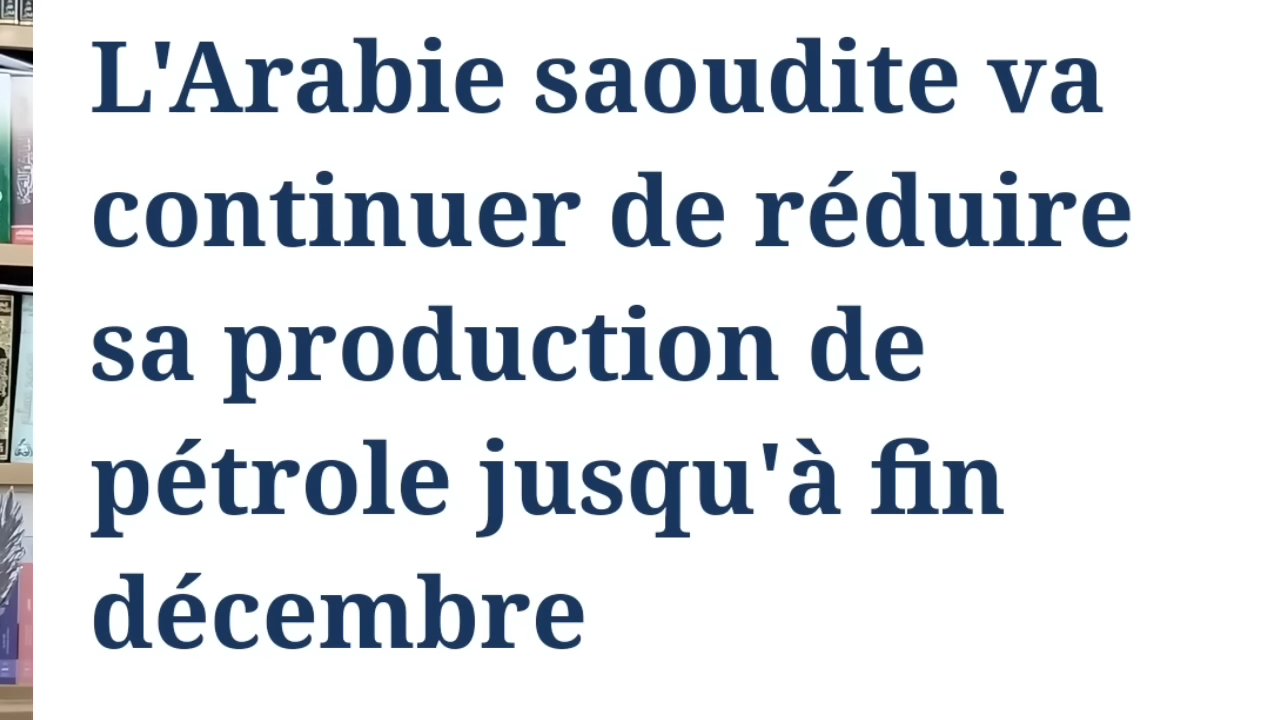 L'Arabie saoudite va
continuer de réduire
sa production de
pétrole jusqu'à fin
décembre